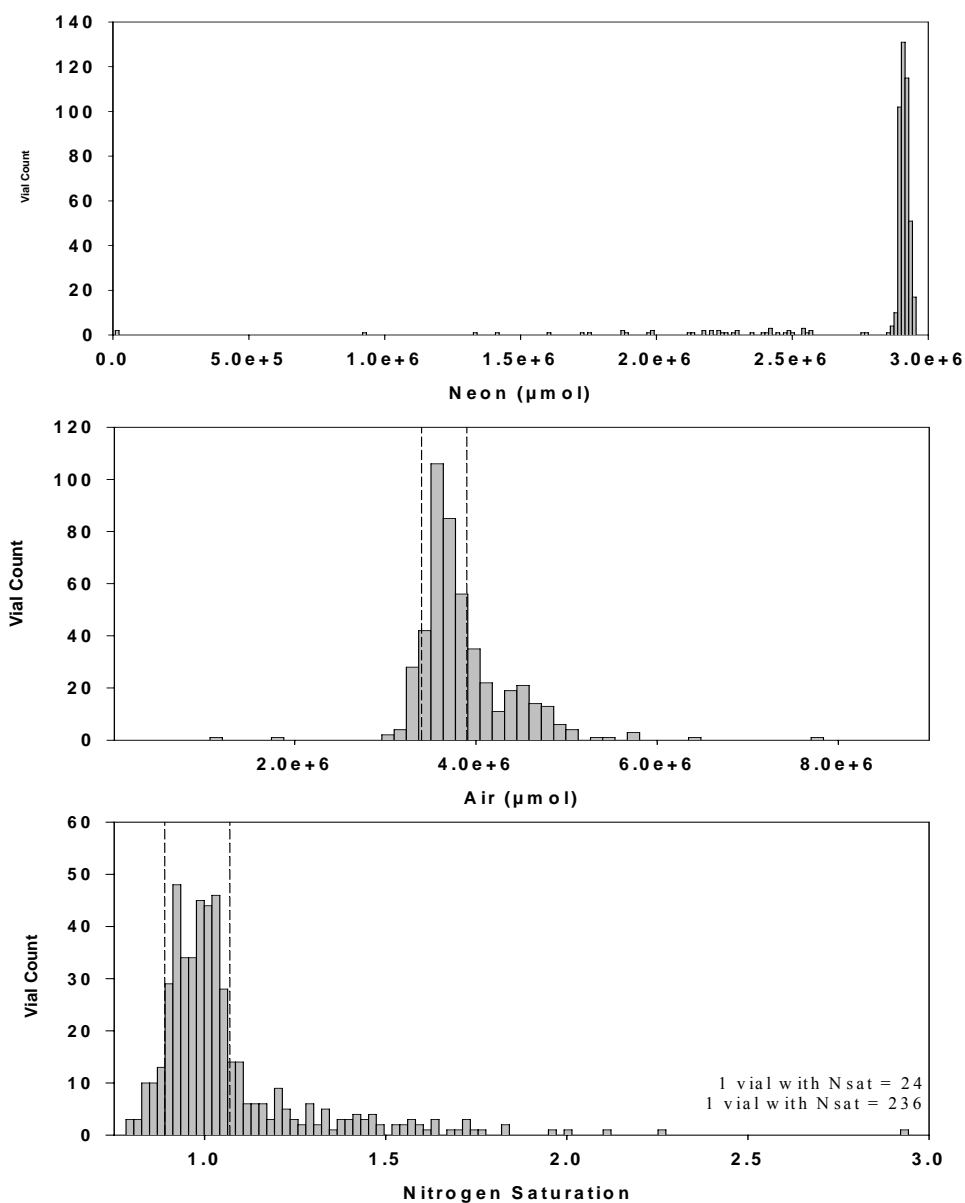 140
120
100
80
60
40
20
0
Vial Count
0.0 5.0e+5 1.0e+6 1.5e+6 2.0e+6 2.5e+6 3.0e+6
Neon (µmol)
120
100
80
60
40
20
0
Vial Count
2.0e+6 4.0e+6 6.0e+6 8.0e+6
Air (µmol)
60
50
40
30
20
10
0
Vial Count
1 vial with Nsat = 24
1 vial with Nsat = 236
1.0 1.5 2.0 2.5 3.0
Nitrogen Saturation